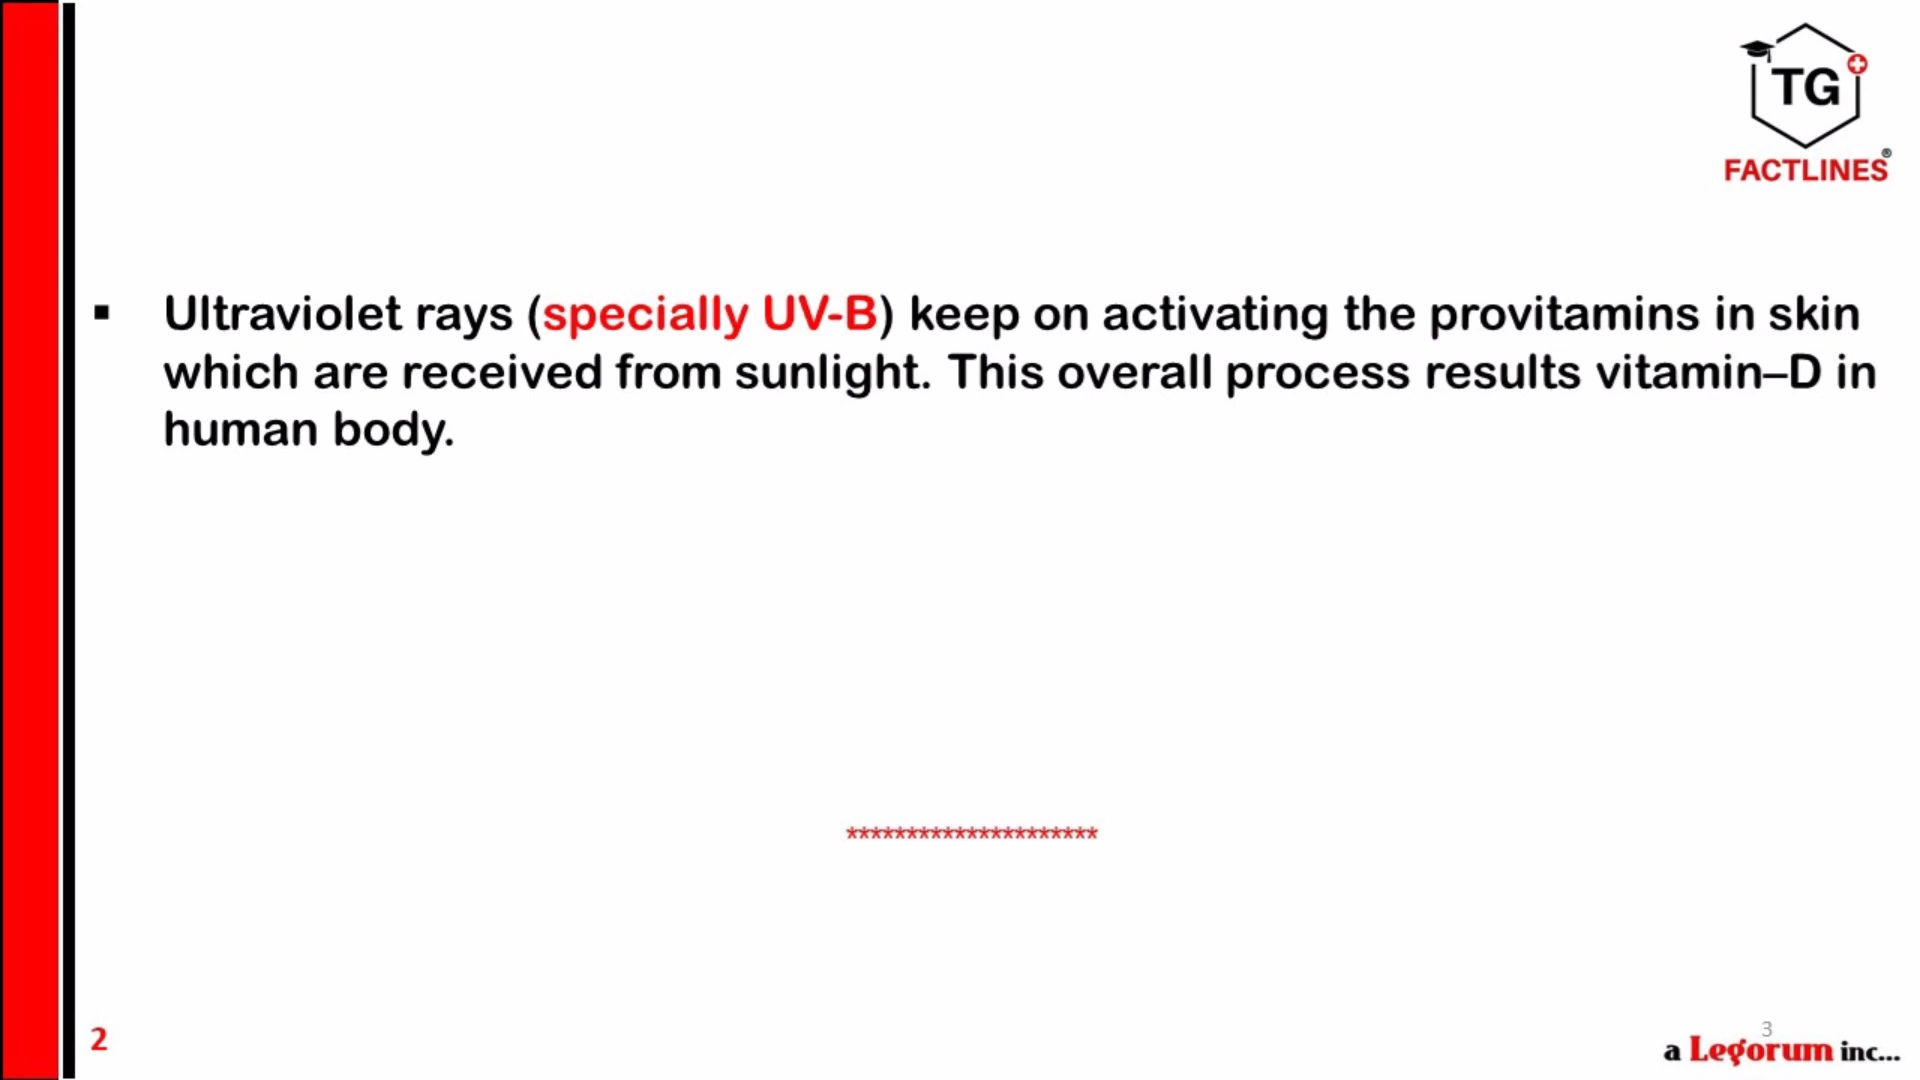 TG
FACTLINES®
▪ Ultraviolet rays (specially UV-B) keep on activating the provitamins in skin
which are received from sunlight. This overall process results vitamin–D in
human body.
*********************
2
3
a Legorum inc...